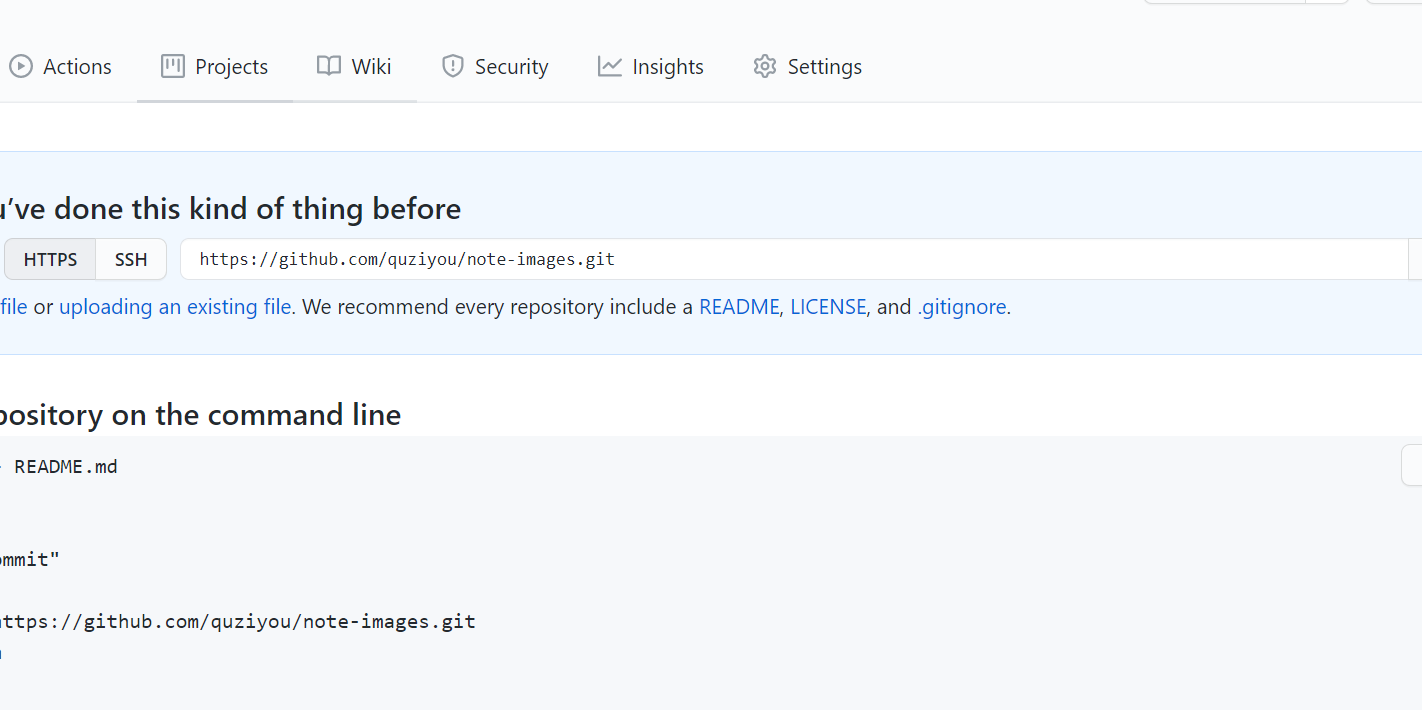 Actions Projects Wiki Security Insights Settings
've done this kind of thing before
HTTPS SSH https://github.com/quziyou/note-images.git
file or uploading an existing file. We recommend every repository include a README, LICENSE, and .gitignore.
pository on the command line
README.md
ommit"
https://github.com/quziyou/note-images.git